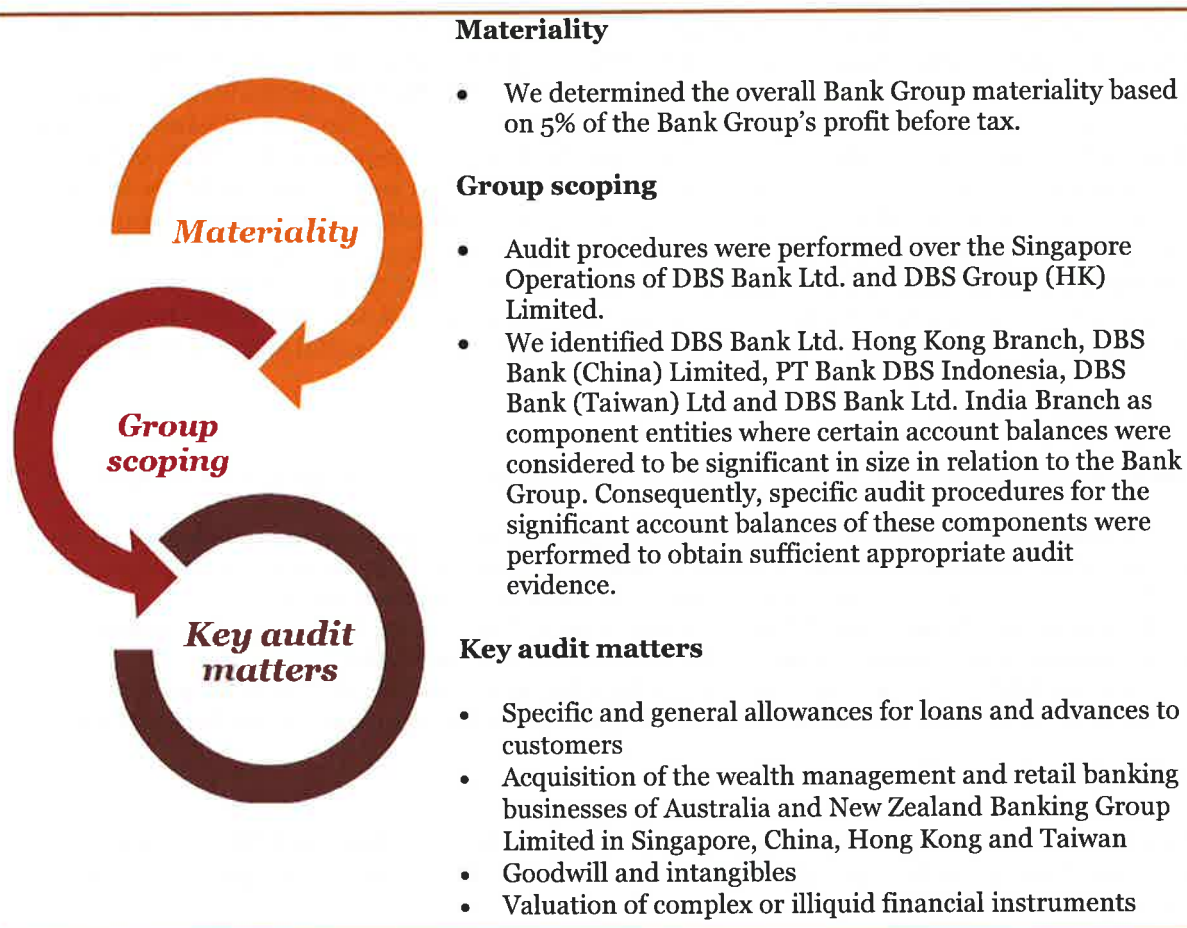 Materiality
• We determined the overall Bank Group materiality based
on 5% of the Bank Group's profit before tax.
Group scoping
• Audit procedures were performed over the Singapore
Operations of DBS Bank Ltd. and DBS Group (HK)
Limited.
• We identified DBS Bank Ltd. Hong Kong Branch, DBS
Bank (China) Limited, PT Bank DBS Indonesia, DBS
Bank (Taiwan) Ltd and DBS Bank Ltd. India Branch as
component entities where certain account balances were
considered to be significant in size in relation to the Bank
Group. Consequently, specific audit procedures for the
significant account balances of these components were
performed to obtain sufficient appropriate audit
evidence.
Key audit matters
• Specific and general allowances for loans and advances to
customers
• Acquisition of the wealth management and retail banking
businesses of Australia and New Zealand Banking Group
Limited in Singapore, China, Hong Kong and Taiwan
• Goodwill and intangibles
• Valuation of complex or illiquid financial instruments
Materiality
Group
scoping
Key audit
matters